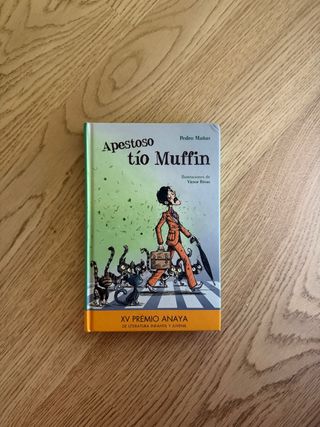 Pedro Mañas
Apestoso
tío Muffin
Ilustraciones de
Víctor Rivas
XV PREMIO ANAYA
DE LITERATURA INFANTIL Y JUVENIL